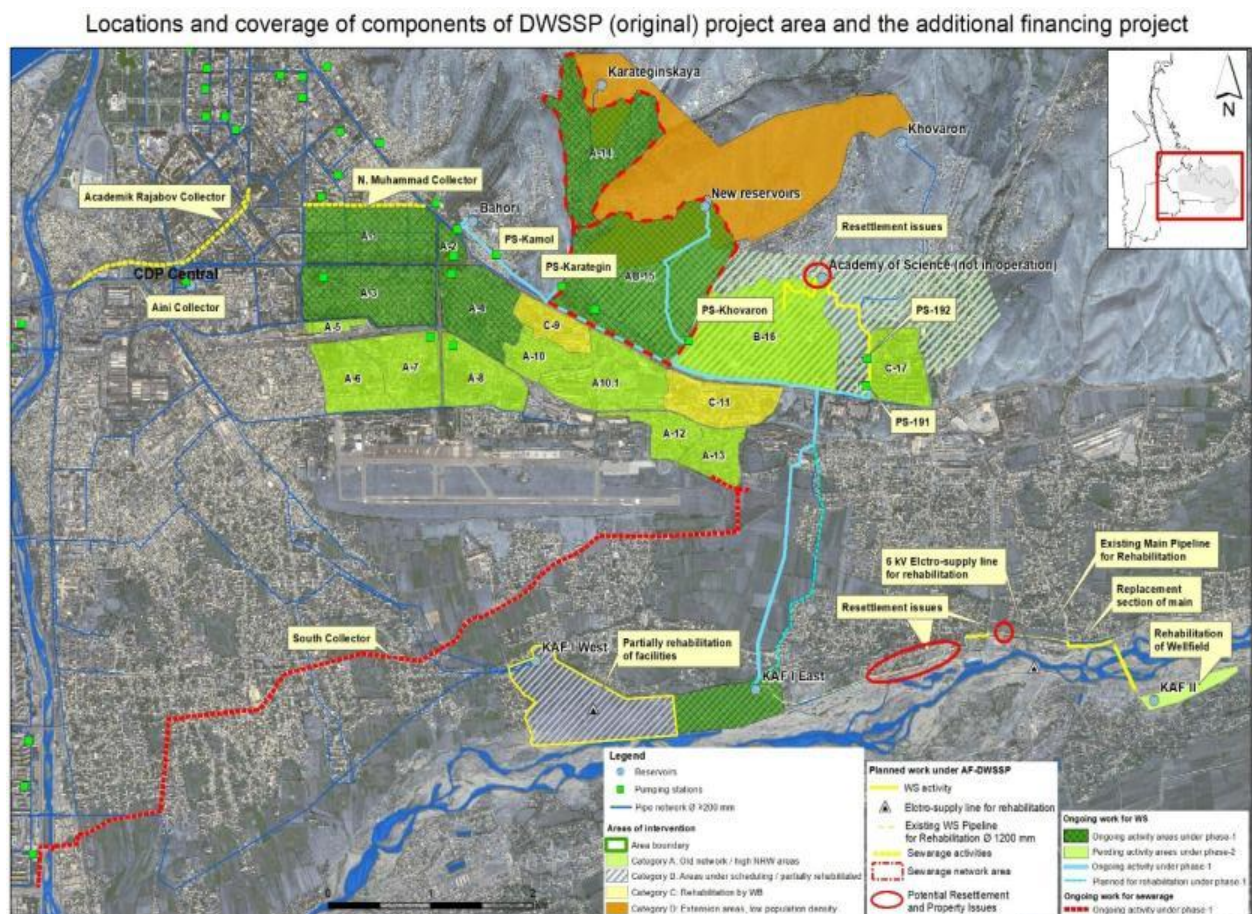 Locations and coverage of components of DWSSP (original) project area and the additional financing project
Karateginskaya
Khovaron
N
A-14
N. Muhammad Collector
Academik Rajabov Collector
New reservoirs
Bahori
Resettlement issues
A-1
A-2
PS-Kamol
PS-Karategin
Academy of Science (not in operation)
CDP Central
AB-15
A-3
Aini Collector
PS-Khovaron
PS-192
A-5
C-9
B-16
A-10
A-7
C-17
A-6
A-8
A10.1
C-11
PS-191
A-12
A-13
Existing Main Pipeline
for Rehabilitation
6 kV Elctro-supply line
for rehabilitation
Replacement
section of main
Resettlement issues
South Collector
Partially rehabilitation
of facilities
Rehabilitation
of Wellfield
KAF I West
KAF I East
KAF II
Legend
Reservoirs
Pumping stations
Pipe network Ø >200 mm
Areas of intervention
Area boundary
Category A: Old network / high NRW areas
Category B: Areas under scheduling / partially rehabilitated
Category C: Rehabilitation by WB
Category D: Extension areas, low population density
Planned work under AF-DWSSP
WS activity
Elctro-supply line for rehabilitation
Existing WS Pipeline
for Rehabilitation Ø 1200 mm
Sewarage activities
Sewarage network area
Potential Resettlement
and Property Issues
Ongoing work for WS
Ongoing activity areas under phase-1
Pending activity areas under phase-2
Ongoing activity under phase-1
Planned for rehabilitation under phase-1
Ongoing work for sewarage
Ongoing activity under phase-1